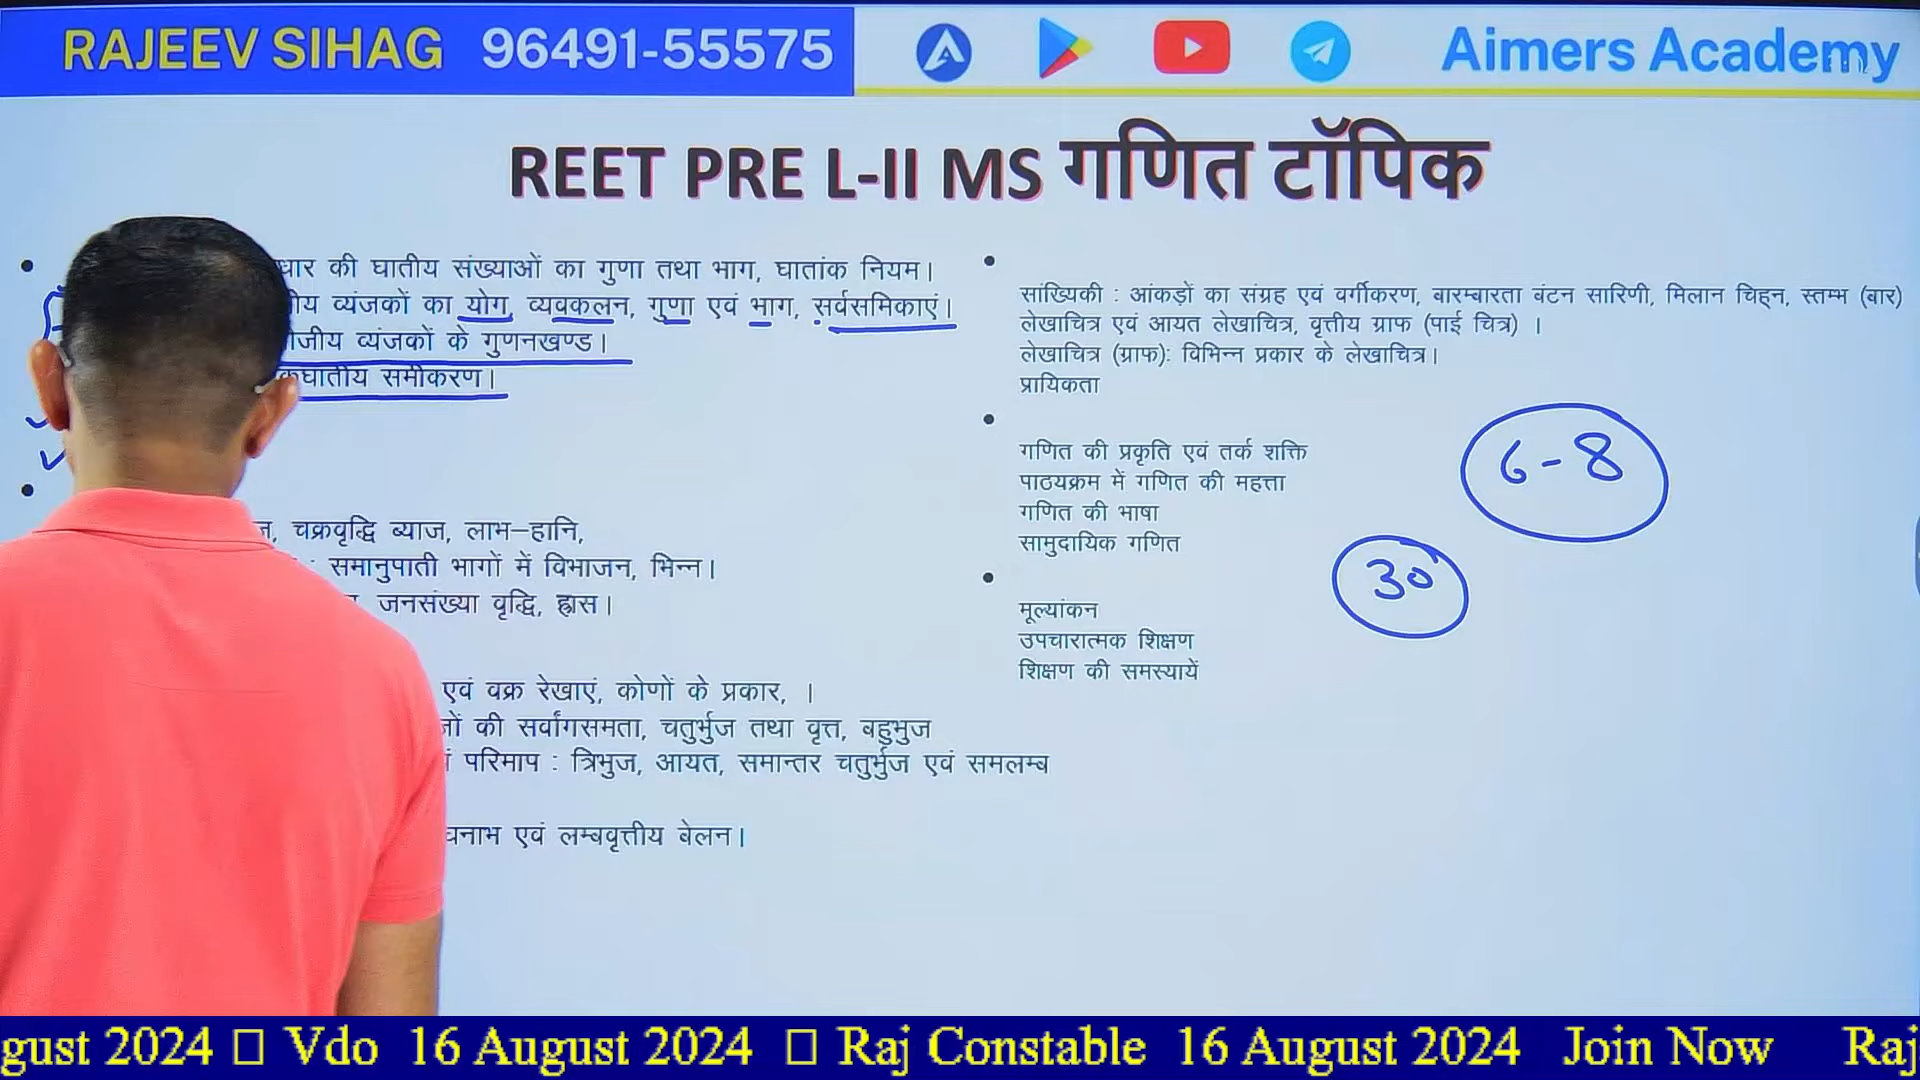 RAJEEV SIHAG 96491-55575
Aimers Academy
REET PRE L-II MS गणित टॉपिक
की घातीय संख्याओं का गुणा तथा भाग, घातांक नियम।
व्यंजकों का योग, व्यवकलन, गुणा एवं भाग, सर्वसमिकाएं।
व्यंजकों के गुणनखण्ड।
समीकरण।
चक्रवृद्धि ब्याज, लाभ-हानि,
: समानुपाती भागों में विभाजन, भिन्न।
जनसंख्या वृद्धि, ह्रास।
एवं वक्र रेखाएं, कोणों के प्रकार, ।
की सर्वांगसमता, चतुर्भुज तथा वृत्त, बहुभुज
परिमाप : त्रिभुज, आयत, समान्तर चतुर्भुज एवं समलम्ब
एवं लम्बवृत्तीय बेलन।
सांख्यिकी : आंकड़ों का संग्रह एवं वर्गीकरण, बारम्बारता बंटन सारिणी, मिलान चिह्न, स्तम्भ (बार)
लेखाचित्र एवं आयत लेखाचित्र, वृत्तीय ग्राफ (पाई चित्र) ।
लेखाचित्र (ग्राफ): विभिन्न प्रकार के लेखाचित्र।
प्रायिकता
गणित की प्रकृति एवं तर्क शक्ति
पाठयक्रम में गणित की महत्ता
गणित की भाषा
सामुदायिक गणित
मूल्यांकन
उपचारात्मक शिक्षण
शिक्षण की समस्यायें
6-8
30
gust 2024 Vdo 16 August 2024 Raj Constable 16 August 2024 Join Now Raj